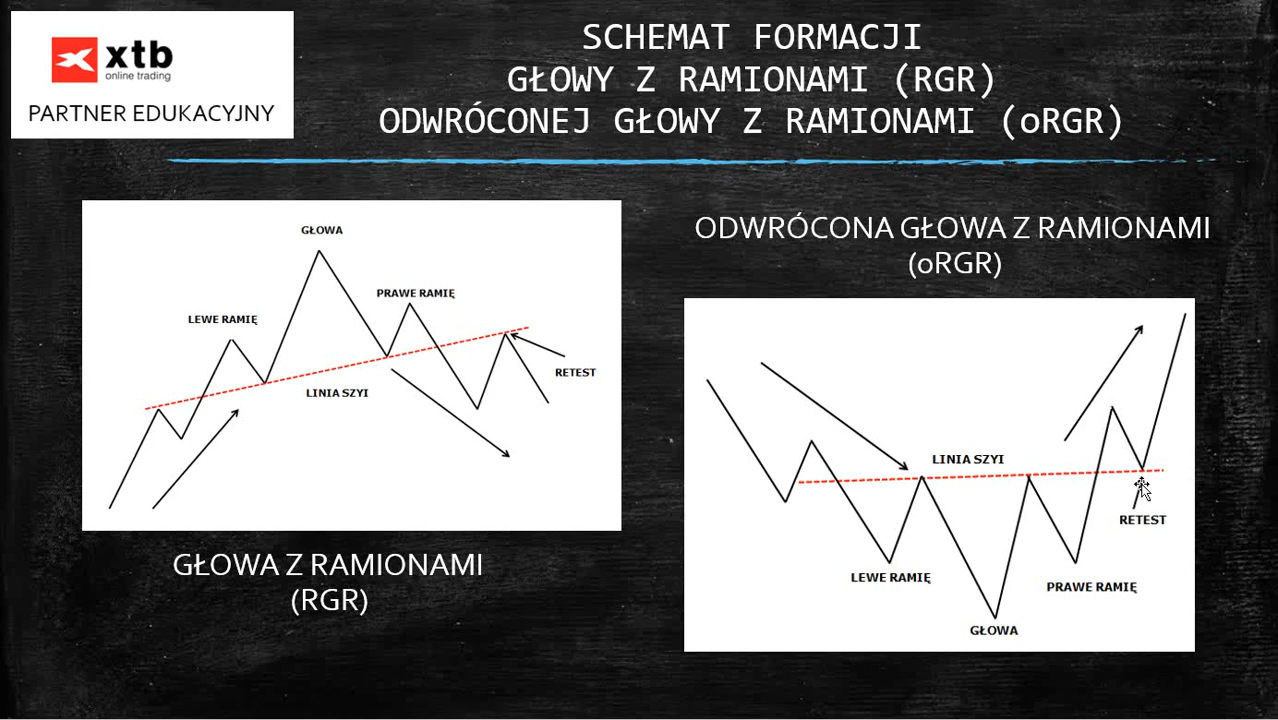 xtb
online trading
PARTNER EDUKACYJNY
SCHEMAT FORMACJI
GŁOWY Z RAMIONAMI (RGR)
ODWRÓCONEJ GŁOWY Z RAMIONAMI (oRGR)
GŁOWA
PRAWE RAMIĘ
LEWE RAMIĘ
RETEST
LINIA SZYI
GŁOWA Z RAMIONAMI
(RGR)
ODWRÓCONA GŁOWA Z RAMIONAMI
(oRGR)
LINIA SZYI
RETEST
LEWE RAMIĘ
PRAWE RAMIĘ
GŁOWA